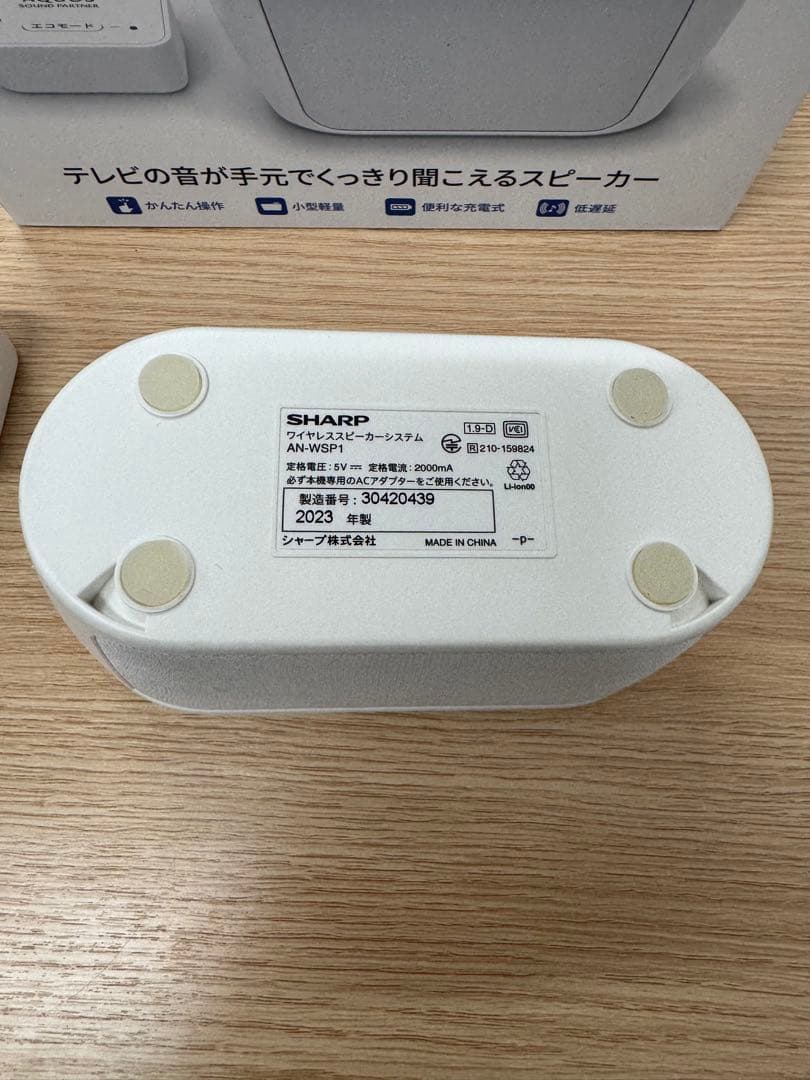 SOUND PARTNER
エコモード
テレビの音が手元でくっきり聞こえるスピーカー
かんたん操作 小型軽量 便利な充電式 低遅延
SHARP
ワイヤレススピーカーシステム
AN-WSP1
1.9-D VCI
R 210-159824
定格電圧:5V⎓ 定格電流:2000mA
必ず本機専用のACアダプターをご使用ください。
Li-ion00
製造番号:30420439
2023 年製
シャープ株式会社 MADE IN CHINA -p-